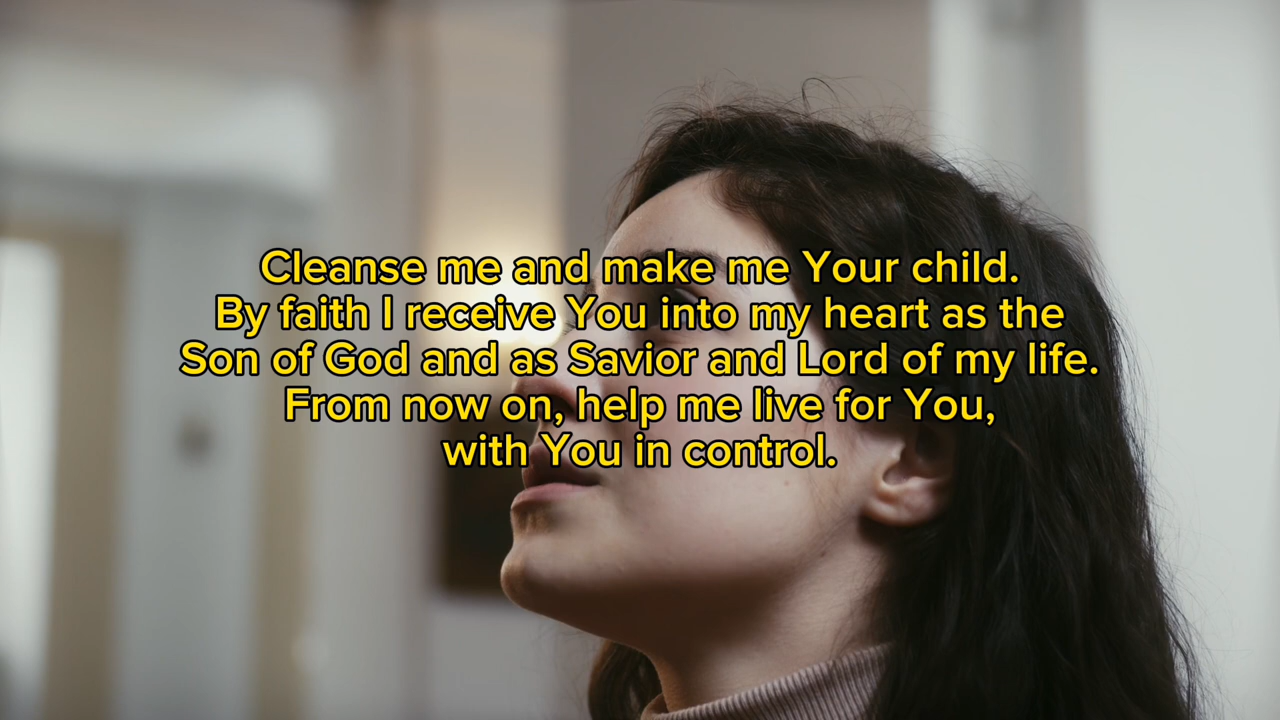 Cleanse me and make me Your child.
By faith I receive You into my heart as the
Son of God and as Savior and Lord of my life.
From now on, help me live for You,
with You in control.